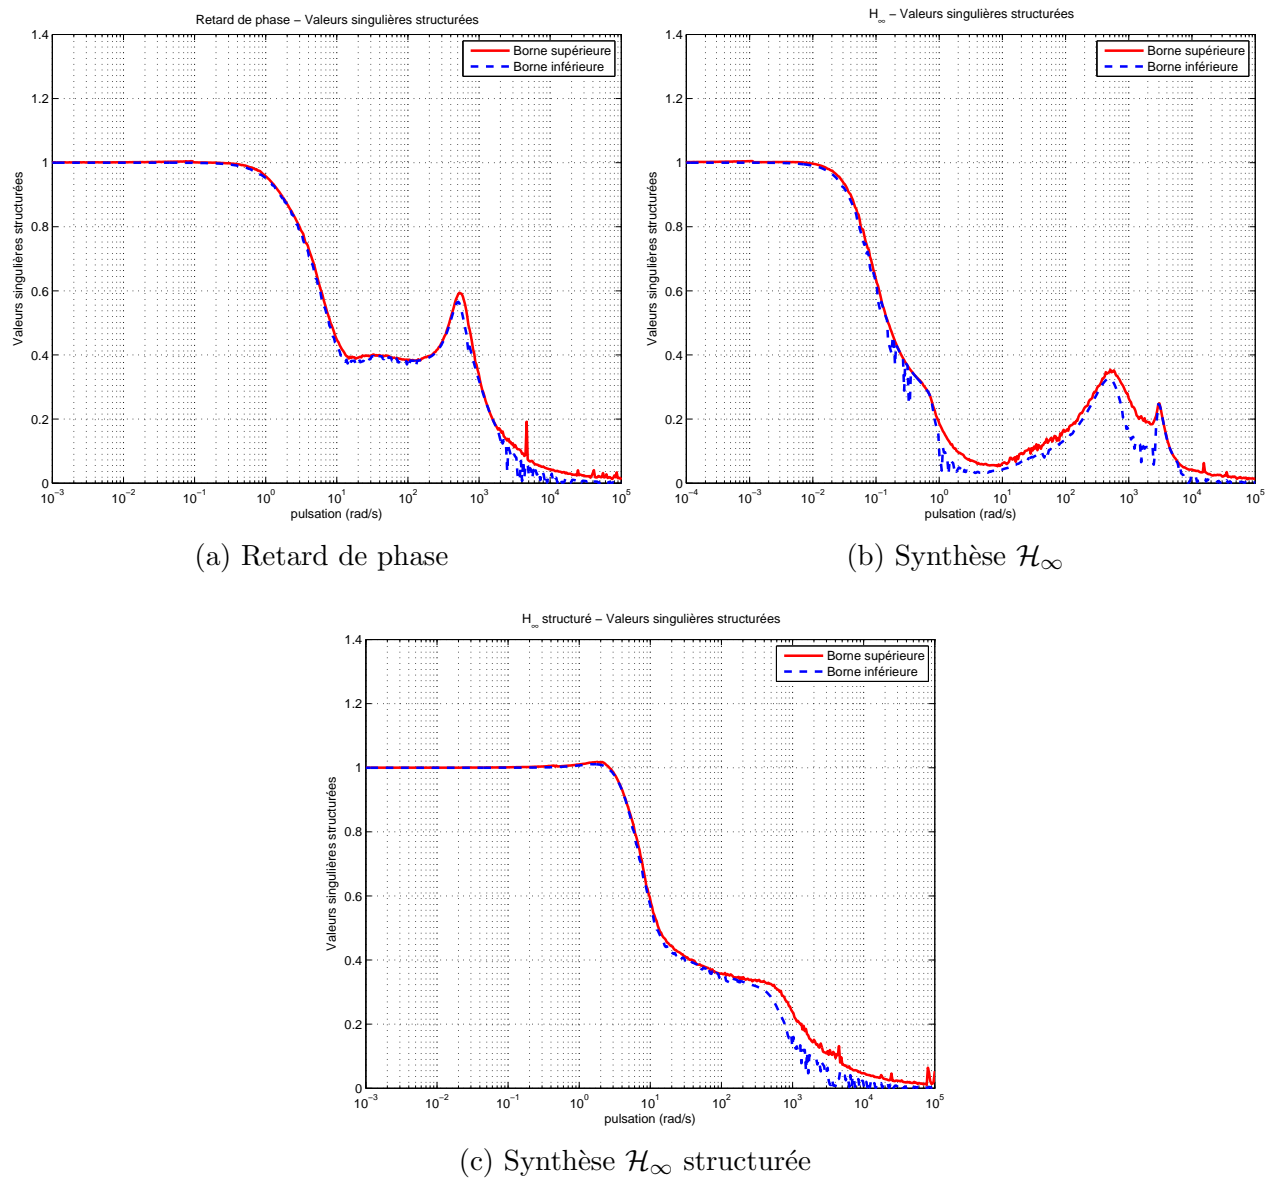 Retard de phase – Valeurs singulières structurées
Valeurs singulières structurées
1.4
1.2
1
0.8
0.6
0.4
0.2
0
Borne supérieure
Borne inférieure
10⁻³ 10⁻² 10⁻¹ 10⁰ 10¹ 10² 10³ 10⁴ 10⁵
pulsation (rad/s)
(a) Retard de phase
H∞ – Valeurs singulières structurées
Valeurs singulières structurées
1.4
1.2
1
0.8
0.6
0.4
0.2
0
Borne supérieure
Borne inférieure
10⁻⁴ 10⁻³ 10⁻² 10⁻¹ 10⁰ 10¹ 10² 10³ 10⁴ 10⁵
pulsation (rad/s)
(b) Synthèse H∞
H∞ structuré – Valeurs singulières structurées
Valeurs singulières structurées
1.4
1.2
1
0.8
0.6
0.4
0.2
0
Borne supérieure
Borne inférieure
10⁻³ 10⁻² 10⁻¹ 10⁰ 10¹ 10² 10³ 10⁴ 10⁵
pulsation (rad/s)
(c) Synthèse H∞ structurée